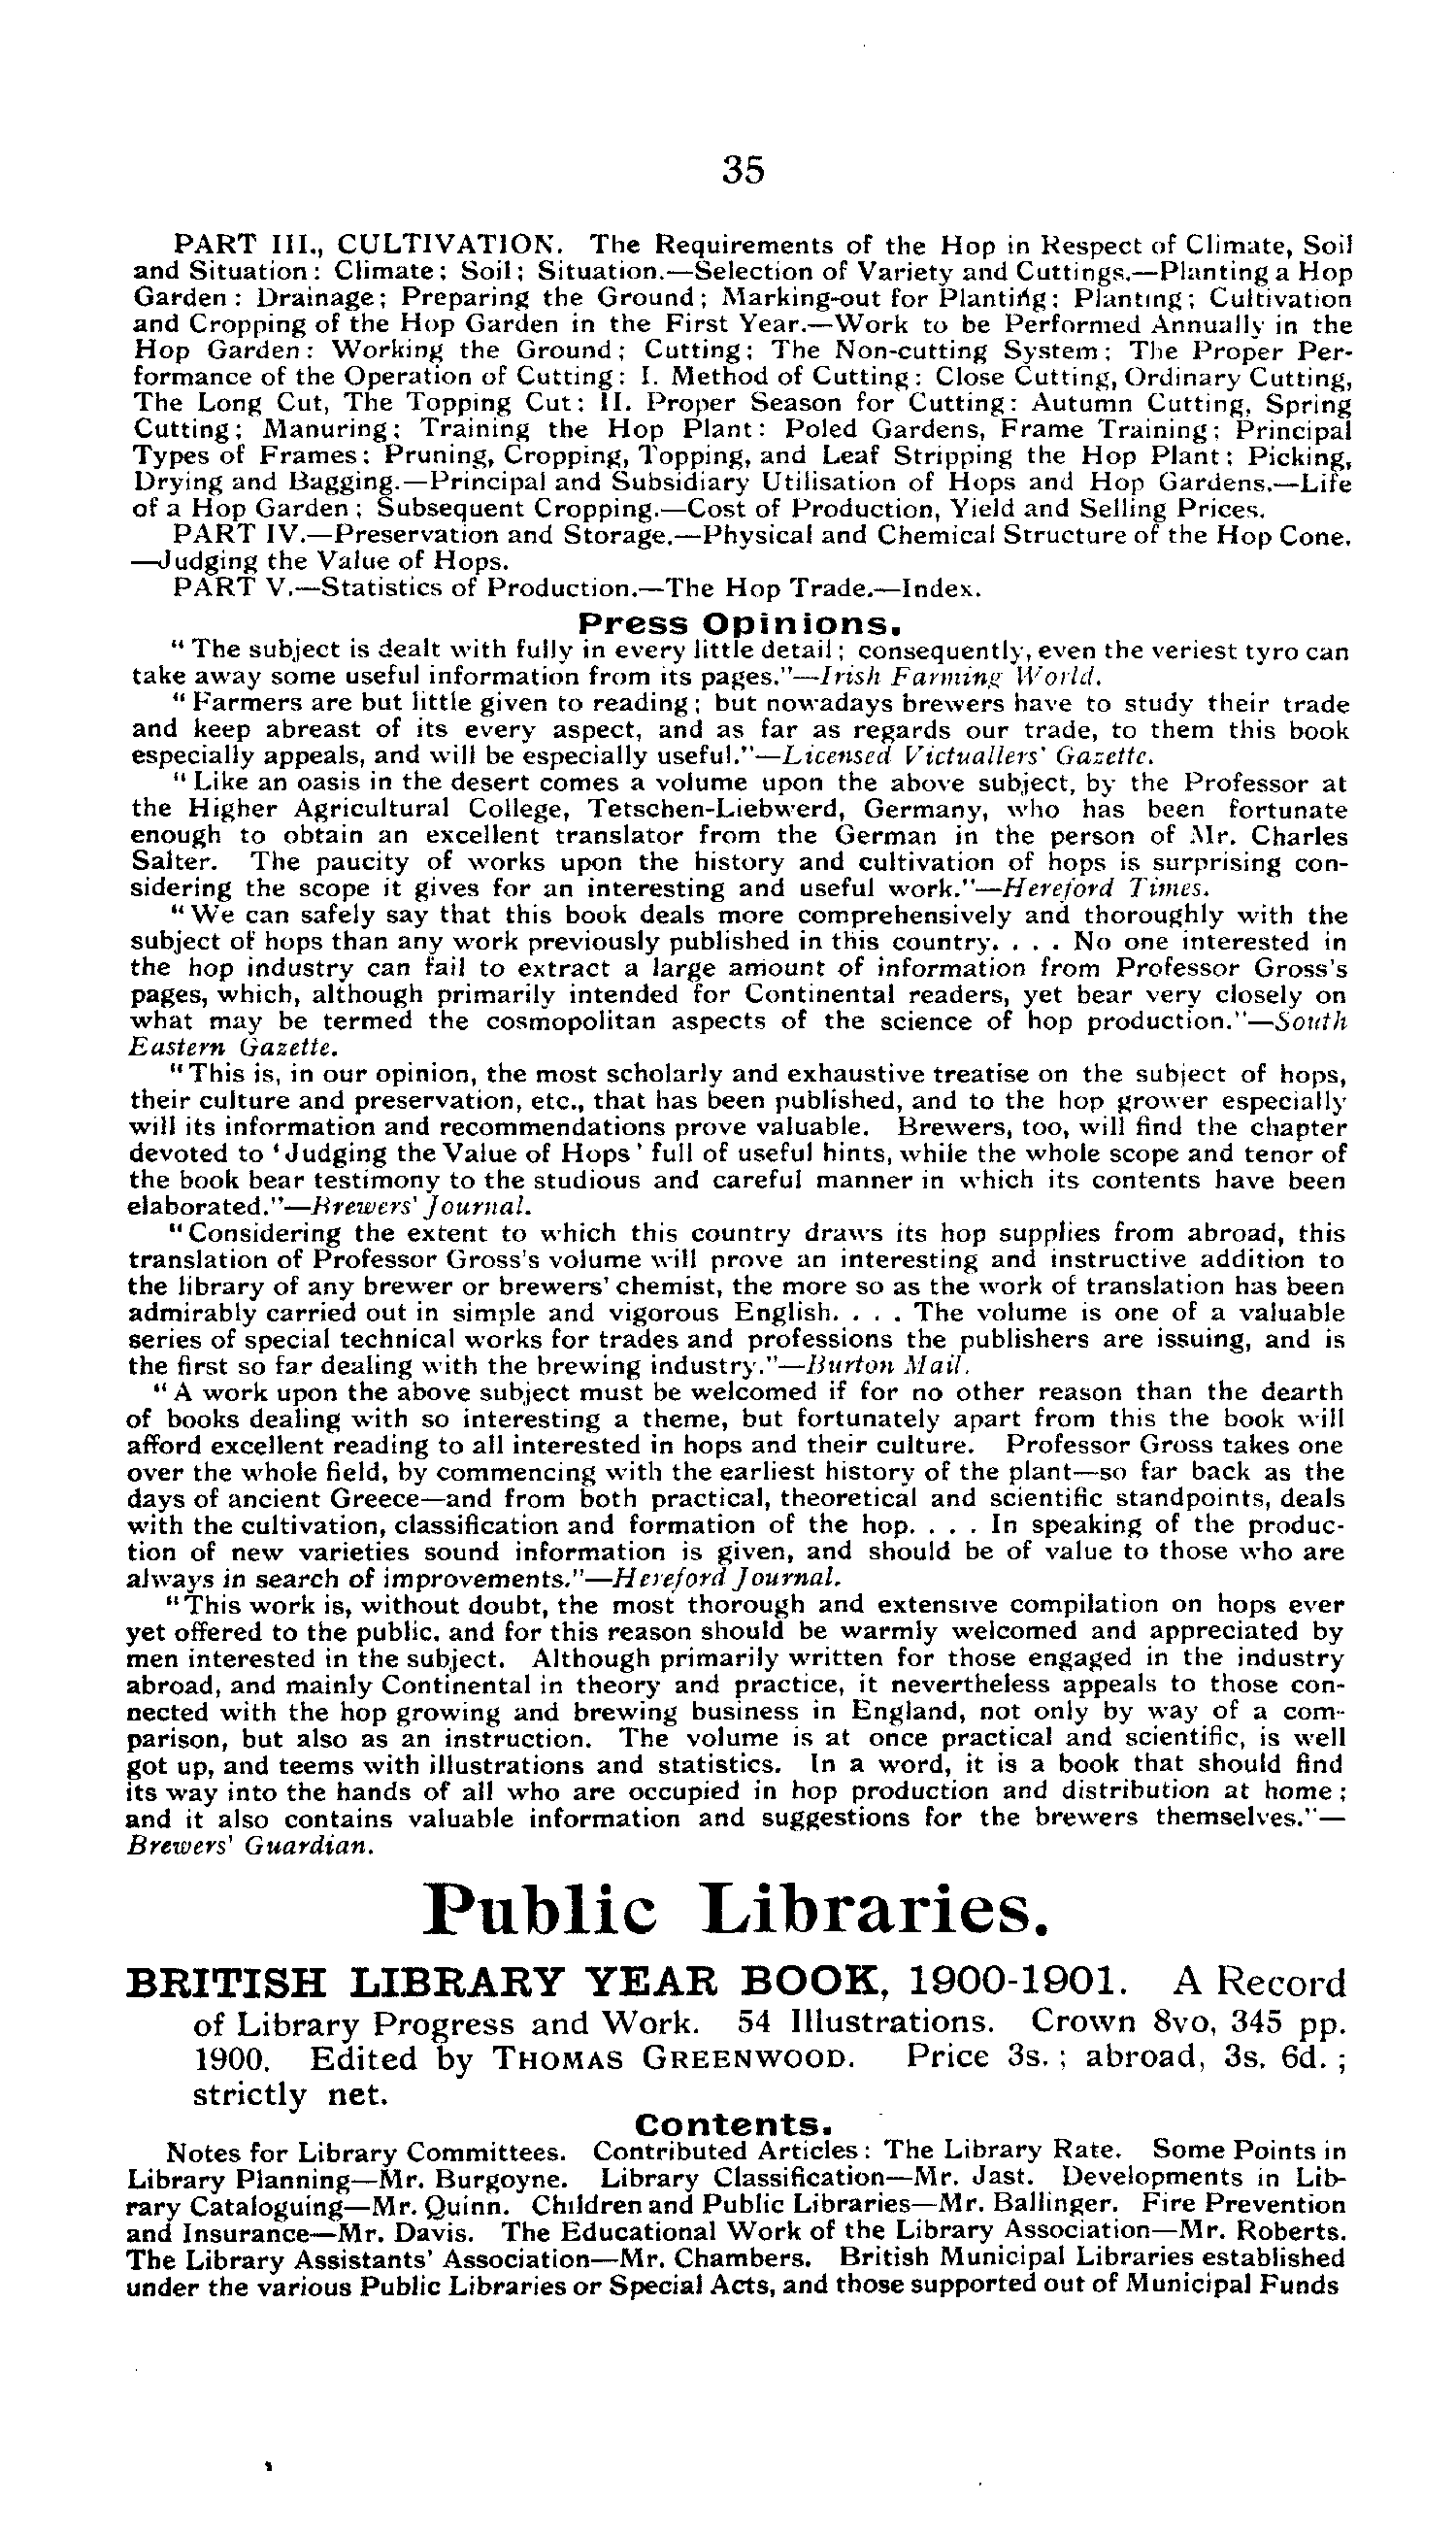 35
PART III., CULTIVATION. The Requirements of the Hop in Respect of Climate, Soil
and Situation: Climate; Soil; Situation.—Selection of Variety and Cuttings.—Planting a Hop
Garden: Drainage; Preparing the Ground; Marking-out for Planting; Planting; Cultivation
and Cropping of the Hop Garden in the First Year.—Work to be Performed Annually in the
Hop Garden: Working the Ground; Cutting; The Non-cutting System; The Proper Per-
formance of the Operation of Cutting: I. Method of Cutting: Close Cutting, Ordinary Cutting,
The Long Cut, The Topping Cut: II. Proper Season for Cutting: Autumn Cutting, Spring
Cutting; Manuring; Training the Hop Plant: Poled Gardens, Frame Training; Principal
Types of Frames: Pruning, Cropping, Topping, and Leaf Stripping the Hop Plant; Picking,
Drying and Bagging.—Principal and Subsidiary Utilisation of Hops and Hop Gardens.—Life
of a Hop Garden; Subsequent Cropping.—Cost of Production, Yield and Selling Prices.
PART IV.—Preservation and Storage.—Physical and Chemical Structure of the Hop Cone.
—Judging the Value of Hops.
PART V.—Statistics of Production.—The Hop Trade.—Index.
Press Opinions.
"The subject is dealt with fully in every little detail; consequently, even the veriest tyro can
take away some useful information from its pages."—Irish Farming World.
"Farmers are but little given to reading; but nowadays brewers have to study their trade
and keep abreast of its every aspect, and as far as regards our trade, to them this book
especially appeals, and will be especially useful."—Licensed Victuallers' Gazette.
"Like an oasis in the desert comes a volume upon the above subject, by the Professor at
the Higher Agricultural College, Tetschen-Liebwerd, Germany, who has been fortunate
enough to obtain an excellent translator from the German in the person of Mr. Charles
Salter. The paucity of works upon the history and cultivation of hops is surprising con-
sidering the scope it gives for an interesting and useful work."—Hereford Times.
"We can safely say that this book deals more comprehensively and thoroughly with the
subject of hops than any work previously published in this country. . . . No one interested in
the hop industry can fail to extract a large amount of information from Professor Gross's
pages, which, although primarily intended for Continental readers, yet bear very closely on
what may be termed the cosmopolitan aspects of the science of hop production."—South
Eastern Gazette.
"This is, in our opinion, the most scholarly and exhaustive treatise on the subject of hops,
their culture and preservation, etc., that has been published, and to the hop grower especially
will its information and recommendations prove valuable. Brewers, too, will find the chapter
devoted to 'Judging the Value of Hops' full of useful hints, while the whole scope and tenor of
the book bear testimony to the studious and careful manner in which its contents have been
elaborated."—Brewers' Journal.
"Considering the extent to which this country draws its hop supplies from abroad, this
translation of Professor Gross's volume will prove an interesting and instructive addition to
the library of any brewer or brewers' chemist, the more so as the work of translation has been
admirably carried out in simple and vigorous English. . . . The volume is one of a valuable
series of special technical works for trades and professions the publishers are issuing, and is
the first so far dealing with the brewing industry."—Burton Mail.
"A work upon the above subject must be welcomed if for no other reason than the dearth
of books dealing with so interesting a theme, but fortunately apart from this the book will
afford excellent reading to all interested in hops and their culture. Professor Gross takes one
over the whole field, by commencing with the earliest history of the plant—so far back as the
days of ancient Greece—and from both practical, theoretical and scientific standpoints, deals
with the cultivation, classification and formation of the hop. . . . In speaking of the produc-
tion of new varieties sound information is given, and should be of value to those who are
always in search of improvements."—Hereford Journal.
"This work is, without doubt, the most thorough and extensive compilation on hops ever
yet offered to the public, and for this reason should be warmly welcomed and appreciated by
men interested in the subject. Although primarily written for those engaged in the industry
abroad, and mainly Continental in theory and practice, it nevertheless appeals to those con-
nected with the hop growing and brewing business in England, not only by way of a com-
parison, but also as an instruction. The volume is at once practical and scientific, is well
got up, and teems with illustrations and statistics. In a word, it is a book that should find
its way into the hands of all who are occupied in hop production and distribution at home;
and it also contains valuable information and suggestions for the brewers themselves."—
Brewers' Guardian.
Public Libraries.
BRITISH LIBRARY YEAR BOOK, 1900-1901. A Record
of Library Progress and Work. 54 Illustrations. Crown 8vo, 345 pp.
1900. Edited by THOMAS GREENWOOD. Price 3s.; abroad, 3s. 6d.;
strictly net.
Contents.
Notes for Library Committees. Contributed Articles: The Library Rate. Some Points in
Library Planning—Mr. Burgoyne. Library Classification—Mr. Jast. Developments in Lib-
rary Cataloguing—Mr. Quinn. Children and Public Libraries—Mr. Ballinger. Fire Prevention
and Insurance—Mr. Davis. The Educational Work of the Library Association—Mr. Roberts.
The Library Assistants' Association—Mr. Chambers. British Municipal Libraries established
under the various Public Libraries or Special Acts, and those supported out of Municipal Funds